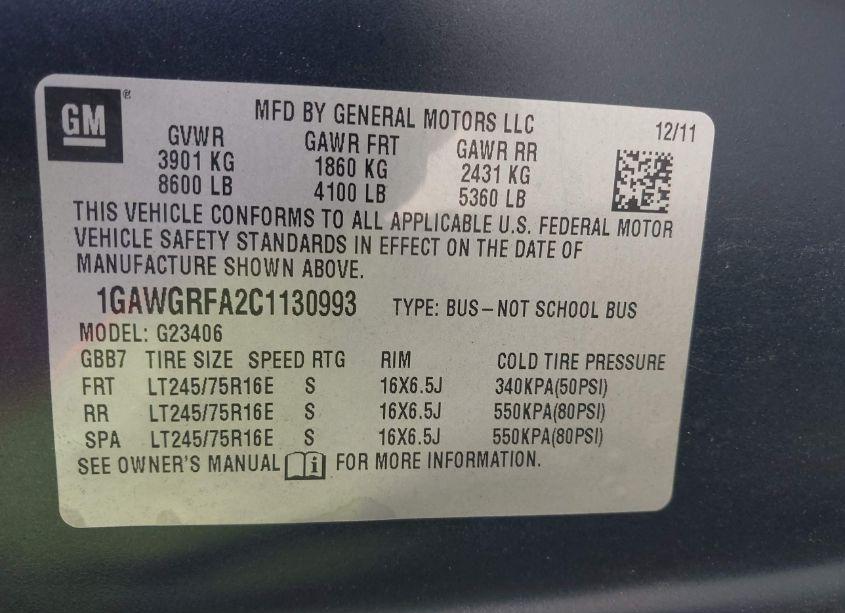 GM ®
MFD BY GENERAL MOTORS LLC 12/11
GVWR GAWR FRT GAWR RR
3901 KG 1860 KG 2431 KG
8600 LB 4100 LB 5360 LB
THIS VEHICLE CONFORMS TO ALL APPLICABLE U.S. FEDERAL MOTOR
VEHICLE SAFETY STANDARDS IN EFFECT ON THE DATE OF
MANUFACTURE SHOWN ABOVE.
1GAWGRFA2C1130993 TYPE: BUS–NOT SCHOOL BUS
MODEL: G23406
GBB7 TIRE SIZE SPEED RTG RIM COLD TIRE PRESSURE
FRT LT245/75R16E S 16X6.5J 340KPA(50PSI)
RR LT245/75R16E S 16X6.5J 550KPA(80PSI)
SPA LT245/75R16E S 16X6.5J 550KPA(80PSI)
SEE OWNER'S MANUAL i FOR MORE INFORMATION.